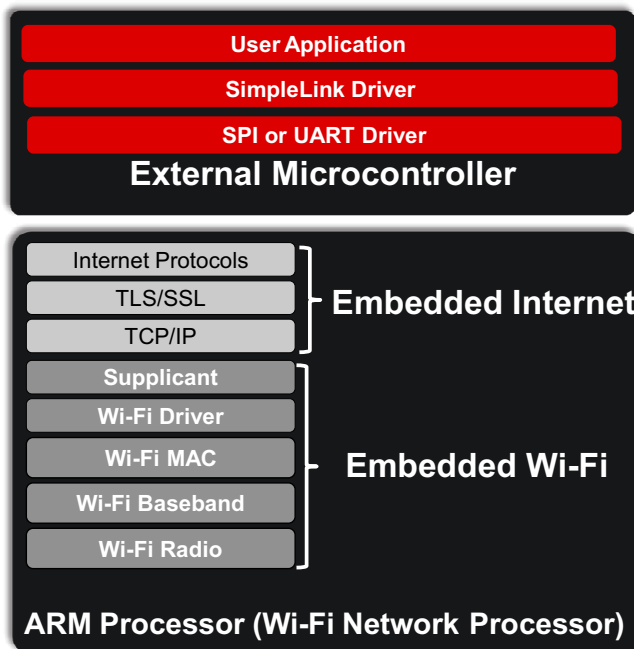 User Application
SimpleLink Driver
SPI or UART Driver
External Microcontroller
Internet Protocols
TLS/SSL
TCP/IP
Embedded Internet
Supplicant
Wi-Fi Driver
Wi-Fi MAC
Wi-Fi Baseband
Wi-Fi Radio
Embedded Wi-Fi
ARM Processor (Wi-Fi Network Processor)